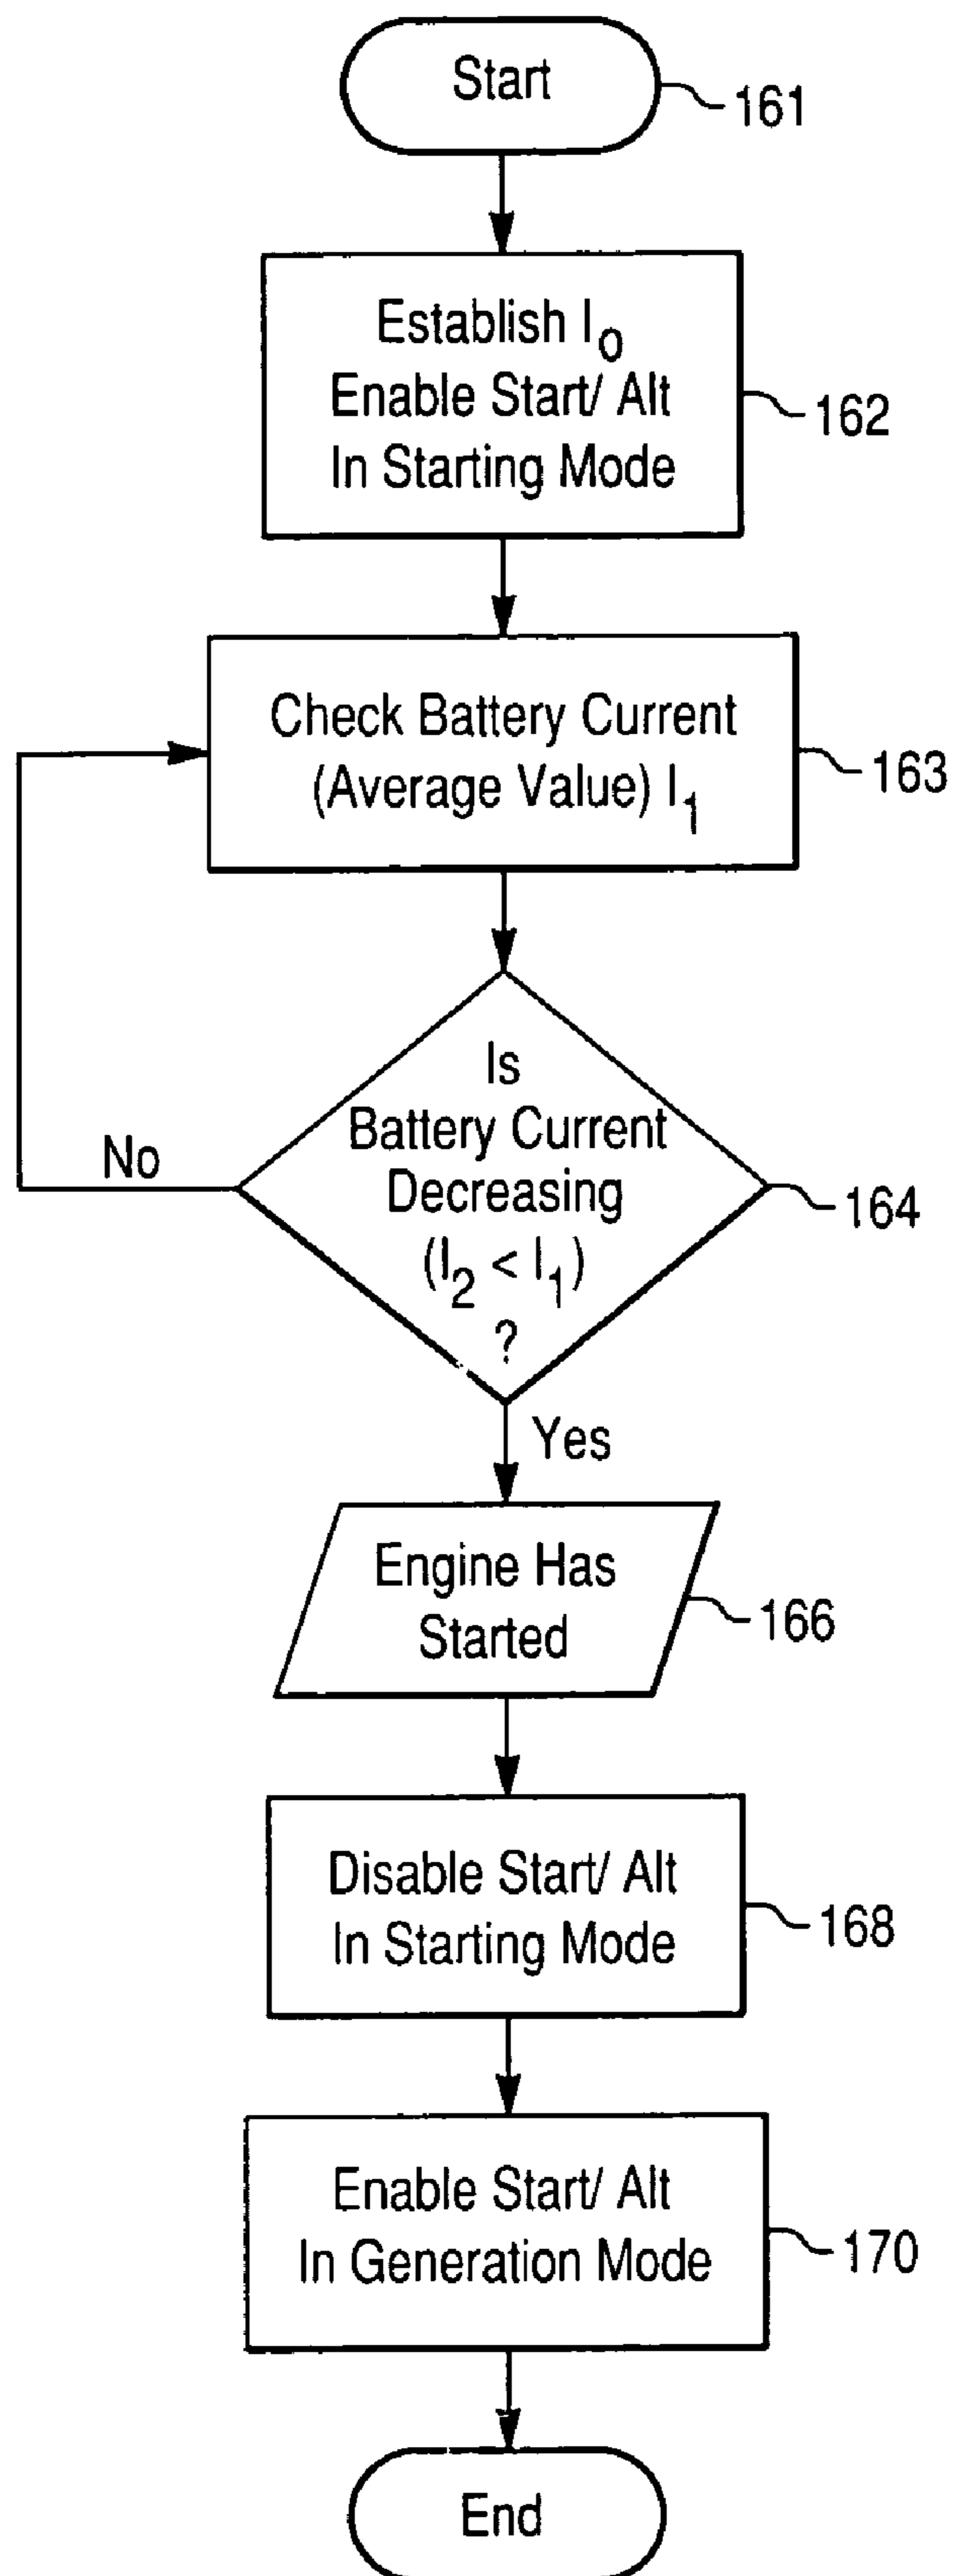 Start
161
Establish I₀
Enable Start/ Alt
In Starting Mode
162
Check Battery Current
(Average Value) I₁
163
Is
Battery Current
Decreasing
(I₂ < I₁)
?
164
No
Yes
Engine Has
Started
166
Disable Start/ Alt
In Starting Mode
168
Enable Start/ Alt
In Generation Mode
170
End